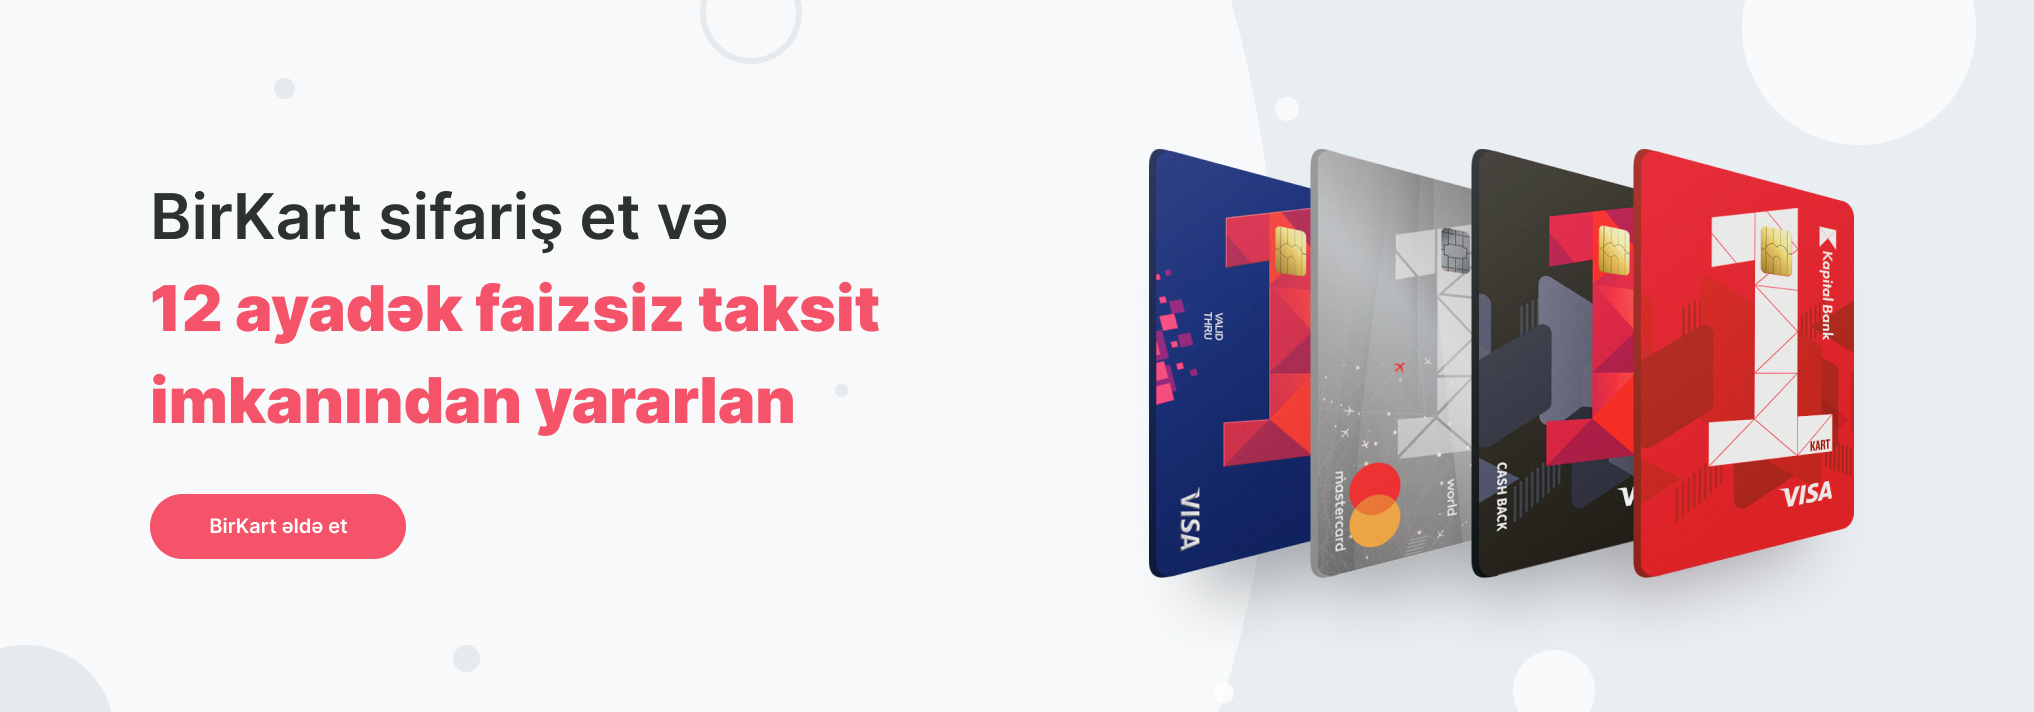 BirKart sifariş et və
12 ayadək faizsiz taksit
imkanından yararlan
BirKart əldə et
VALID
THRU
VISA
mastercard
world
CASH BACK
V
Kapital Bank
KART
VISA